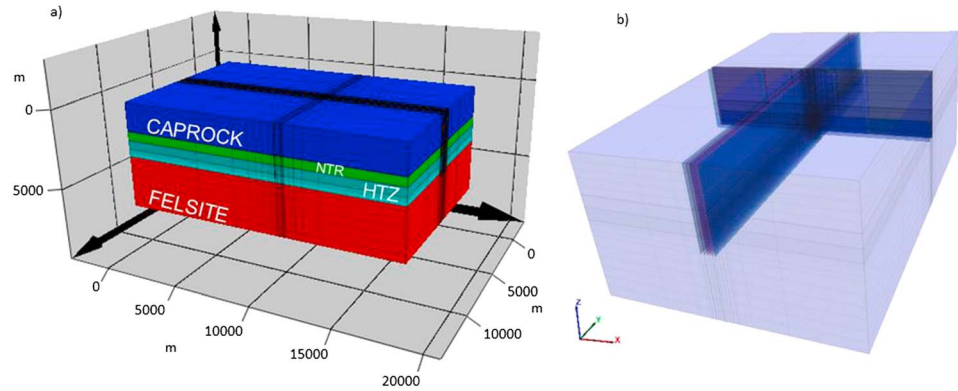 a)
m
0
5000
CAPROCK
NTR
HTZ
FELSITE
0
5000
10000
15000
20000
m
0
5000
10000
m
b)
Z
Y
X